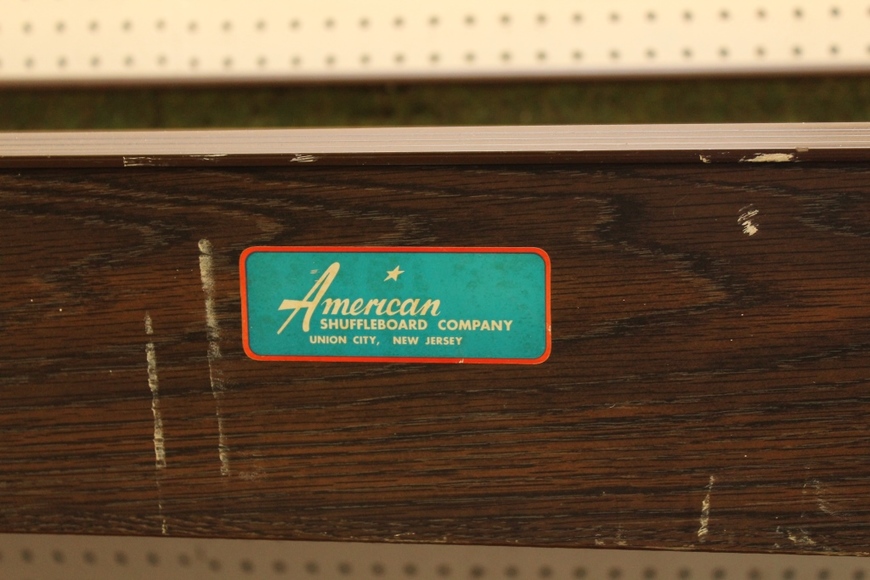 American
SHUFFLEBOARD COMPANY
UNION CITY, NEW JERSEY